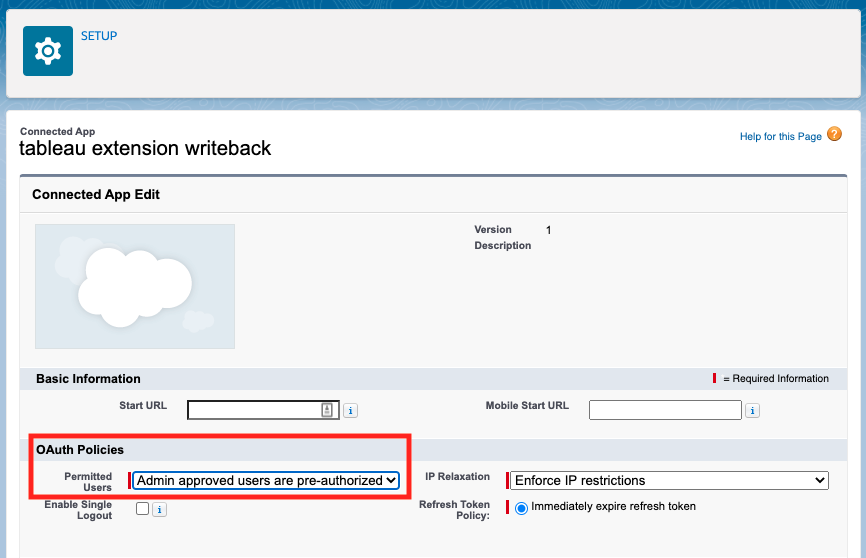 SETUP
Connected App
tableau extension writeback
Help for this Page ?
Connected App Edit
Version 1
Description
Basic Information
= Required Information
Start URL i
Mobile Start URL i
OAuth Policies
Permitted Users Admin approved users are pre-authorized
IP Relaxation Enforce IP restrictions
Enable Single Logout i
Refresh Token Policy: Immediately expire refresh token